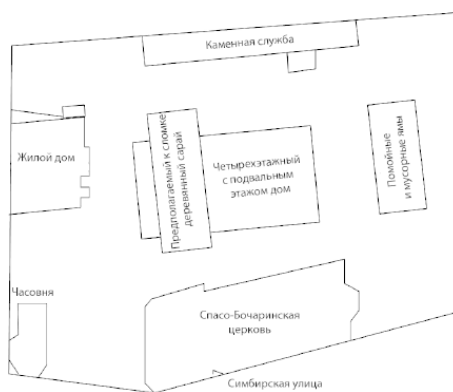 Каменная служба
Жилой дом
Предполагаемый к сломке
деревянный сарай
Четырехэтажный
с подвальным
этажом дом
Помойные
и мусорные ямы
Часовня
Спасо-Бочаринская
церковь
Симбирская улица